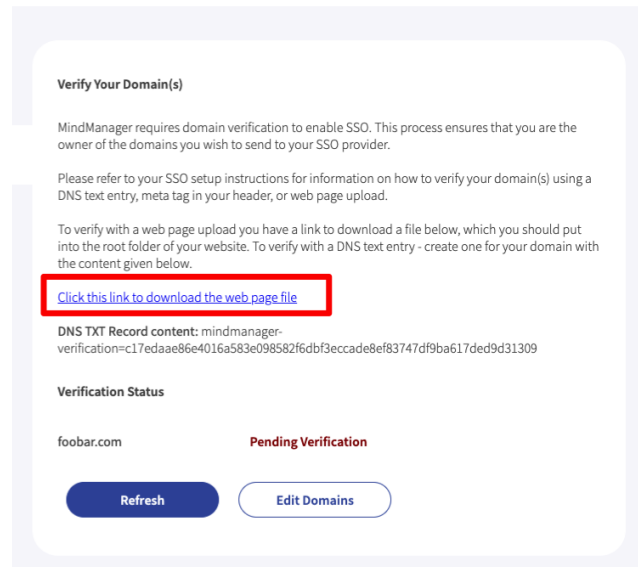 Verify Your Domain(s)
MindManager requires domain verification to enable SSO. This process ensures that you are the
owner of the domains you wish to send to your SSO provider.
Please refer to your SSO setup instructions for information on how to verify your domain(s) using a
DNS text entry, meta tag in your header, or web page upload.
To verify with a web page upload you have a link to download a file below, which you should put
into the root folder of your website. To verify with a DNS text entry - create one for your domain with
the content given below.
Click this link to download the web page file
DNS TXT Record content: mindmanager-
verification=c17edaae86e4016a583e098582f6dbf3eccade8ef83747df9ba617ded9d31309
Verification Status
foobar.com Pending Verification
Refresh Edit Domains